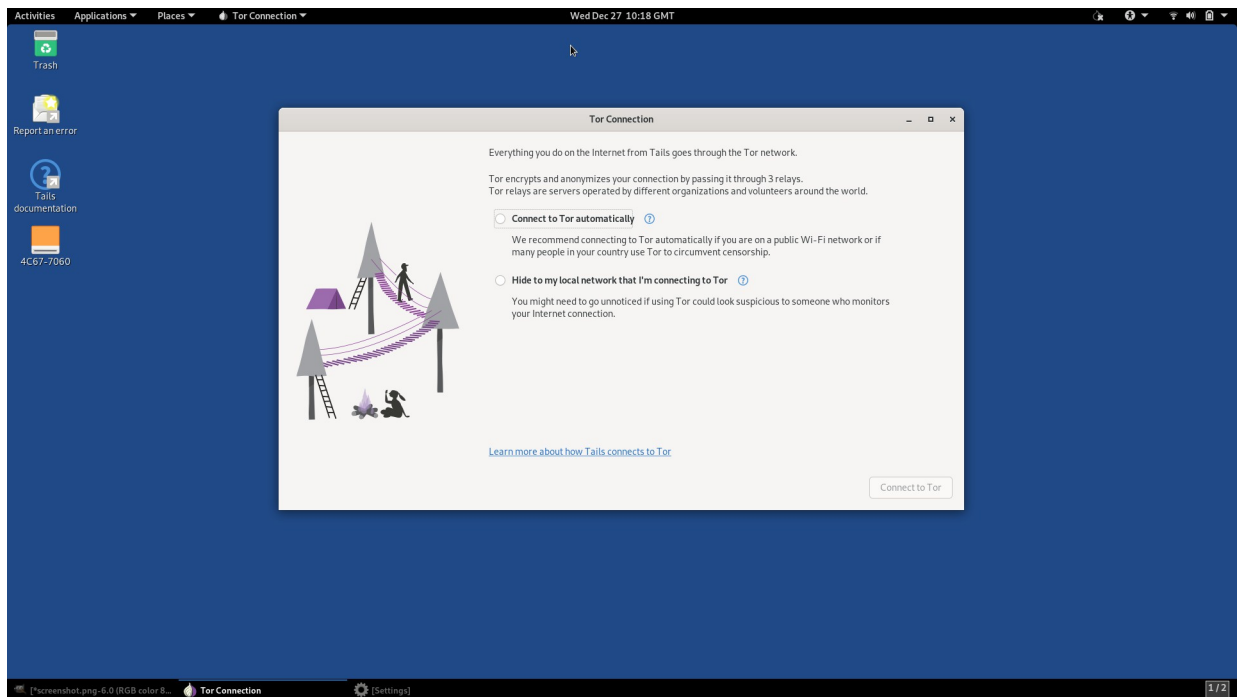 Activities Applications Places Tor Connection Wed Dec 27 10:18 GMT
Trash
Report an error
Tails
documentation
4C67-7060
Tor Connection
Everything you do on the Internet from Tails goes through the Tor network.
Tor encrypts and anonymizes your connection by passing it through 3 relays.
Tor relays are servers operated by different organizations and volunteers around the world.
Connect to Tor automatically
We recommend connecting to Tor automatically if you are on a public Wi-Fi network or if
many people in your country use Tor to circumvent censorship.
Hide to my local network that I'm connecting to Tor
You might need to go unnoticed if using Tor could look suspicious to someone who monitors
your Internet connection.
Learn more about how Tails connects to Tor
Connect to Tor
[*screenshot.png-6.0 (RGB color 8... Tor Connection [Settings] 1/2